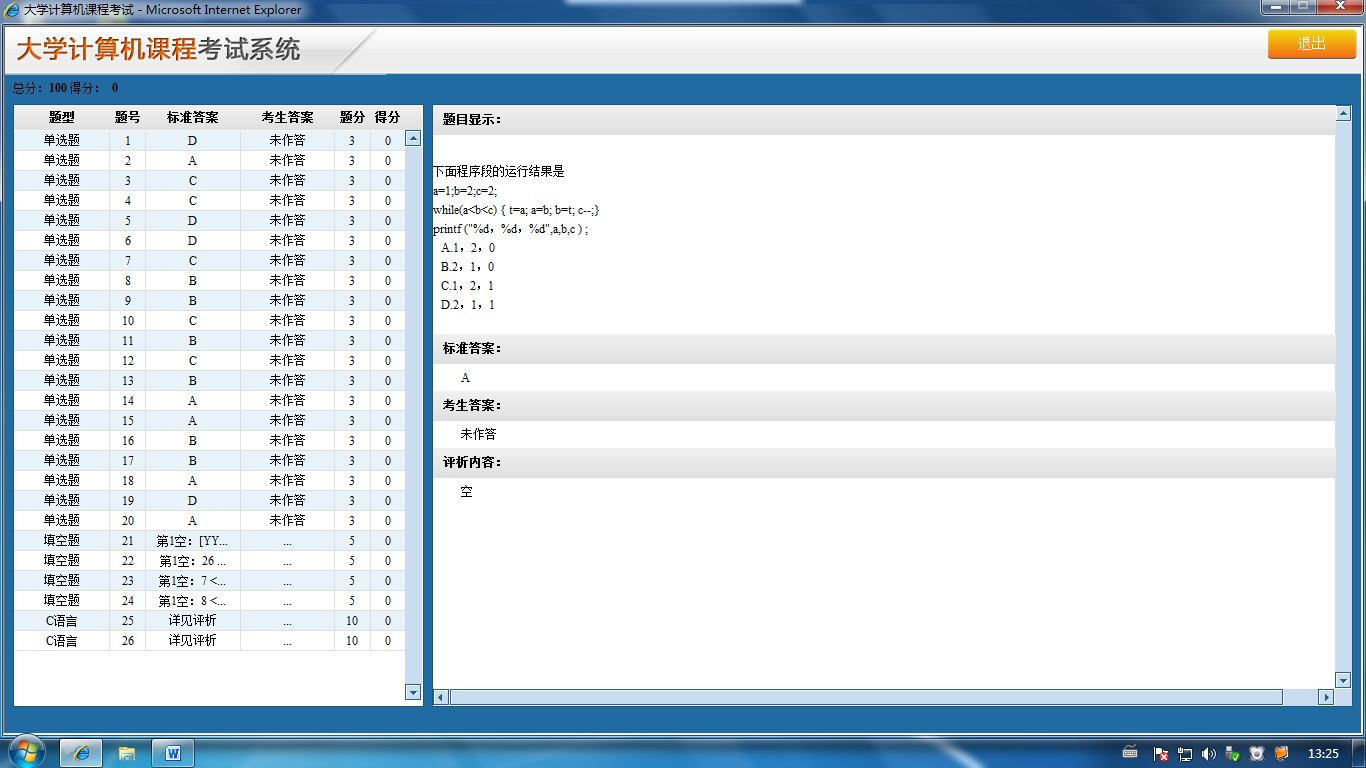 大学计算机课程考试 - Microsoft Internet Explorer
大学计算机课程考试系统
退出
总分：100 得分： 0
题型 题号 标准答案 考生答案 题分 得分
单选题 1 D 未作答 3 0
单选题 2 A 未作答 3 0
单选题 3 C 未作答 3 0
单选题 4 C 未作答 3 0
单选题 5 D 未作答 3 0
单选题 6 D 未作答 3 0
单选题 7 C 未作答 3 0
单选题 8 B 未作答 3 0
单选题 9 B 未作答 3 0
单选题 10 C 未作答 3 0
单选题 11 B 未作答 3 0
单选题 12 C 未作答 3 0
单选题 13 B 未作答 3 0
单选题 14 A 未作答 3 0
单选题 15 A 未作答 3 0
单选题 16 B 未作答 3 0
单选题 17 B 未作答 3 0
单选题 18 A 未作答 3 0
单选题 19 D 未作答 3 0
单选题 20 A 未作答 3 0
填空题 21 第1空：[YY... ... 5 0
填空题 22 第1空：26 ... ... 5 0
填空题 23 第1空：7 <... ... 5 0
填空题 24 第1空：8 <... ... 5 0
C语言 25 详见评析 ... 10 0
C语言 26 详见评析 ... 10 0
题目显示：
下面程序段的运行结果是
a=1;b=2;c=2;
while(a<b<c) { t=a; a=b; b=t; c--;}
printf ("%d，%d，%d",a,b,c ) ;
A.1，2，0
B.2，1，0
C.1，2，1
D.2，1，1
标准答案：
A
考生答案：
未作答
评析内容：
空
13:25